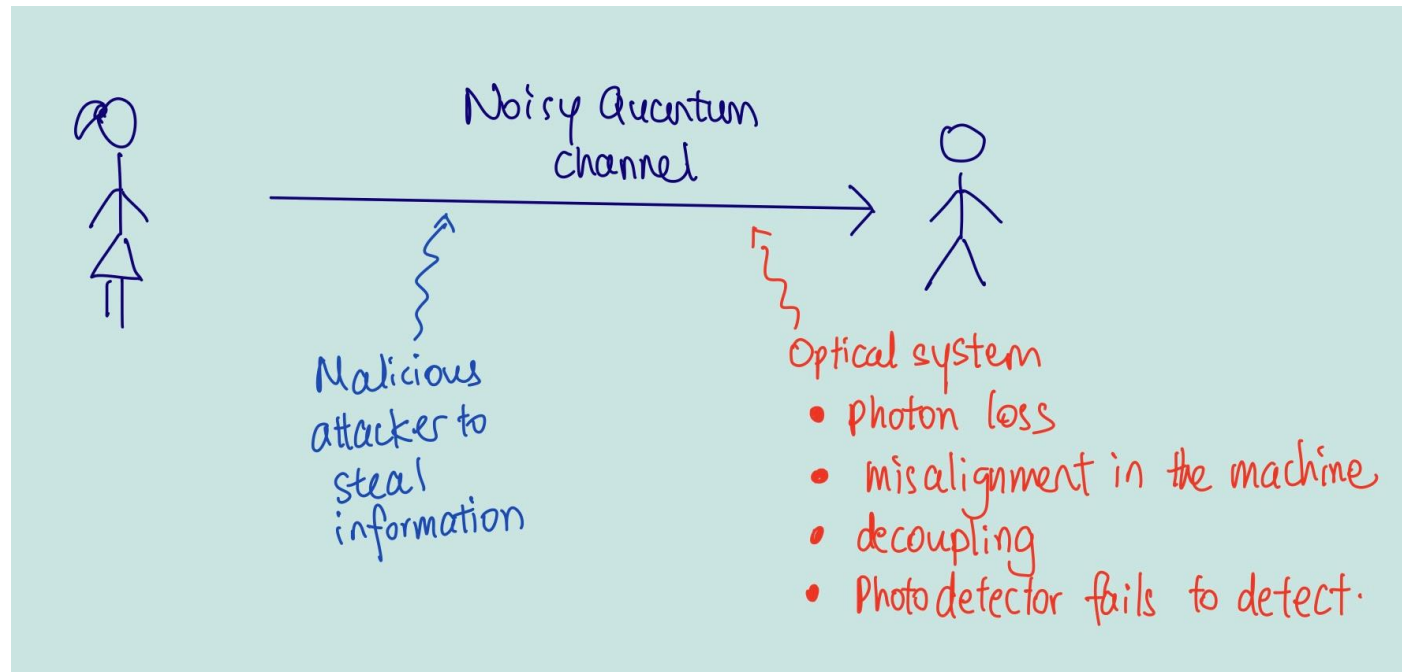 Noisy Quantum
channel
Malicious
attacker to
steal
information
Optical system
• Photon loss
• misalignment in the machine
• decoupling
• Photodetector fails to detect.